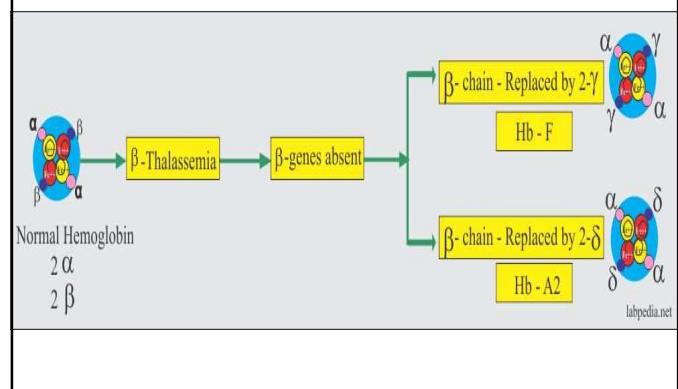 α β
β α
Normal Hemoglobin
2 α
2 β
β -Thalassemia
β-genes absent
β- chain - Replaced by 2-γ
Hb - F
α γ
γ α
β- chain - Replaced by 2-δ
Hb - A2
α δ
δ α
labpedia.net